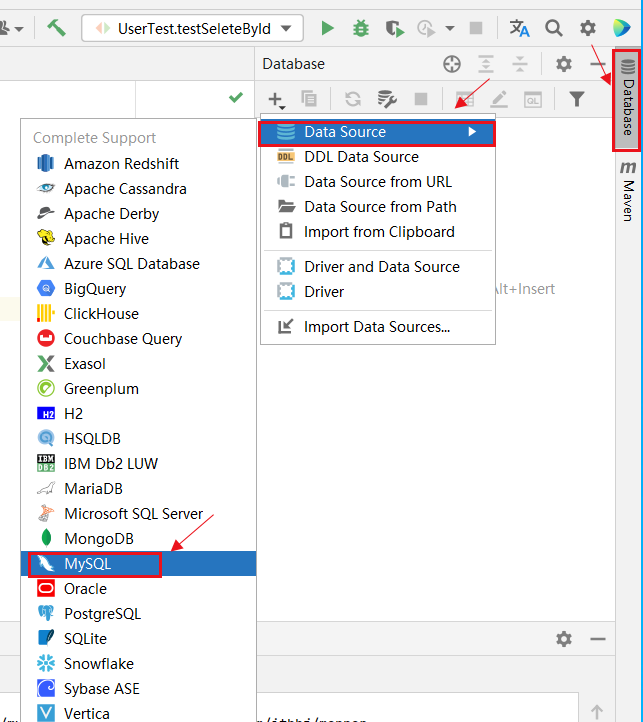 UserTest.testSeleteById
Database
Database
Maven
Data Source
DDL Data Source
Data Source from URL
Data Source from Path
Import from Clipboard
Driver and Data Source
Driver
Import Data Sources...
Alt+Insert
Complete Support
Amazon Redshift
Apache Cassandra
Apache Derby
Apache Hive
Azure SQL Database
BigQuery
ClickHouse
Couchbase Query
Exasol
Greenplum
H2
HSQLDB
IBM Db2 LUW
MariaDB
Microsoft SQL Server
MongoDB
MySQL
Oracle
PostgreSQL
SQLite
Snowflake
Sybase ASE
Vertica